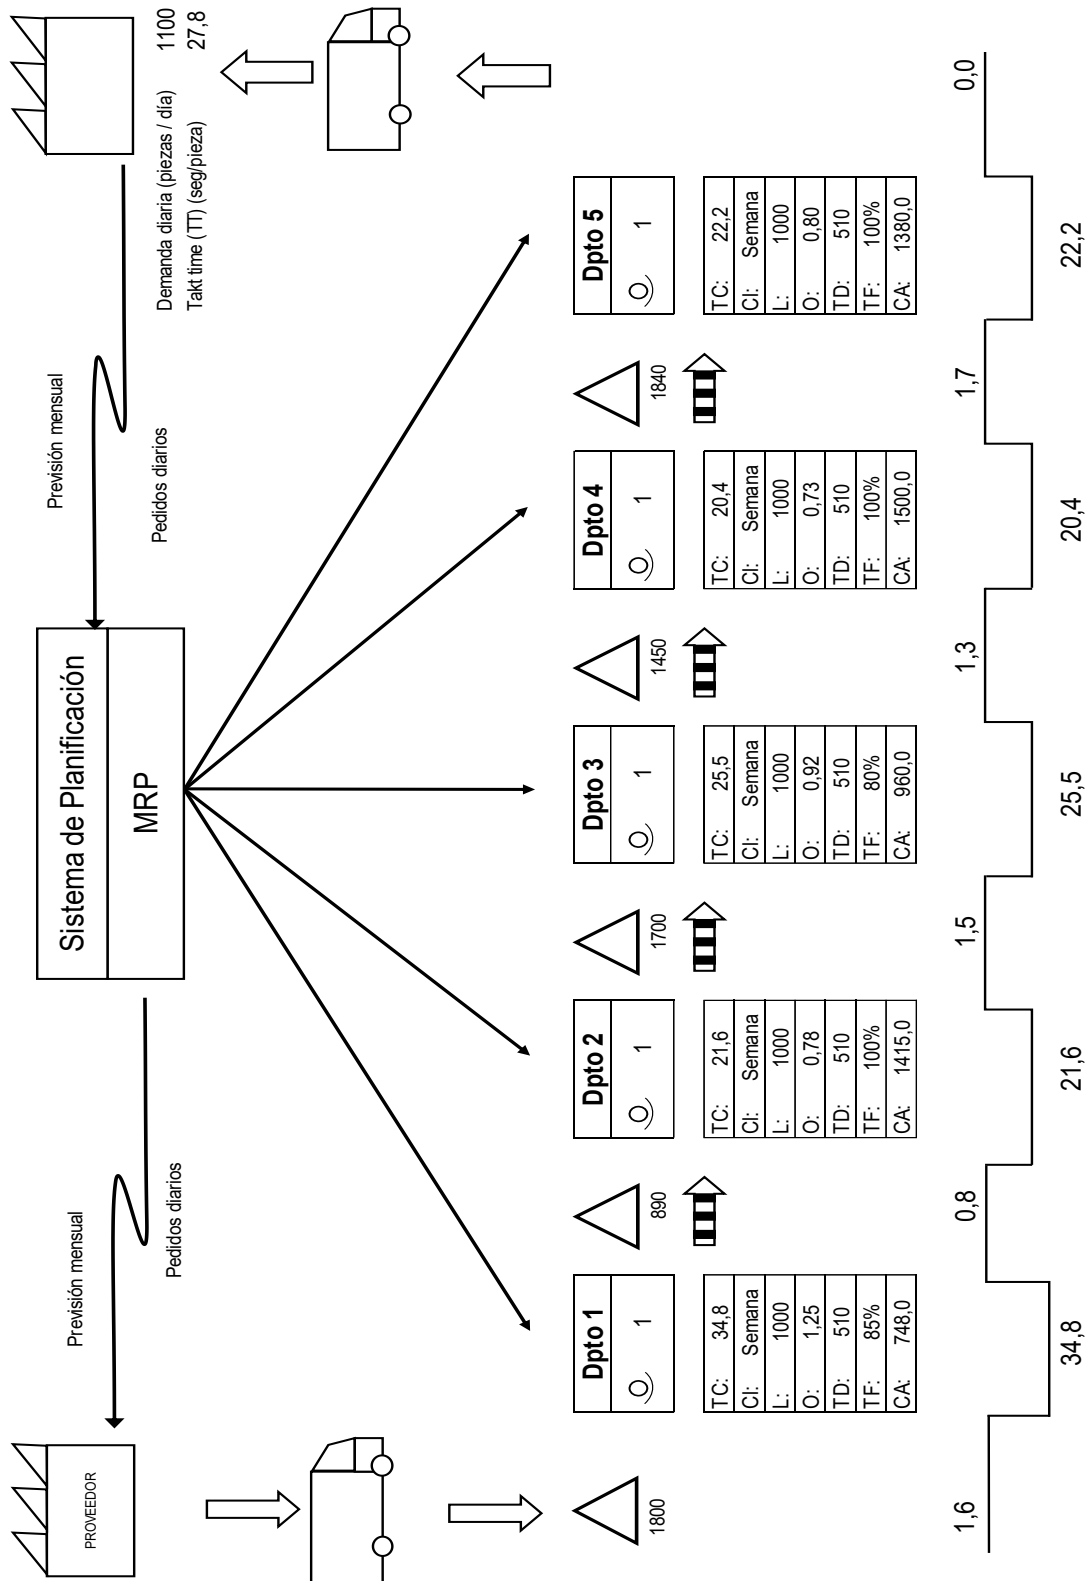 PROVEEDOR
Previsión mensual
Pedidos diarios
Sistema de Planificación
MRP
Previsión mensual
Pedidos diarios
Demanda diaria (piezas / día) 1100
Takt time (TT) (seg/pieza) 27,8
1800
Dpto 1
1
TC: 34,8
CI: Semana
L: 1000
O: 1,25
TD: 510
TF: 85%
CA: 748,0
890
Dpto 2
1
TC: 21,6
CI: Semana
L: 1000
O: 0,78
TD: 510
TF: 100%
CA: 1415,0
1700
Dpto 3
1
TC: 25,5
CI: Semana
L: 1000
O: 0,92
TD: 510
TF: 80%
CA: 960,0
1450
Dpto 4
1
TC: 20,4
CI: Semana
L: 1000
O: 0,73
TD: 510
TF: 100%
CA: 1500,0
1840
Dpto 5
1
TC: 22,2
CI: Semana
L: 1000
O: 0,80
TD: 510
TF: 100%
CA: 1380,0
1,6 0,8 1,5 1,3 1,7 0,0
34,8 21,6 25,5 20,4 22,2